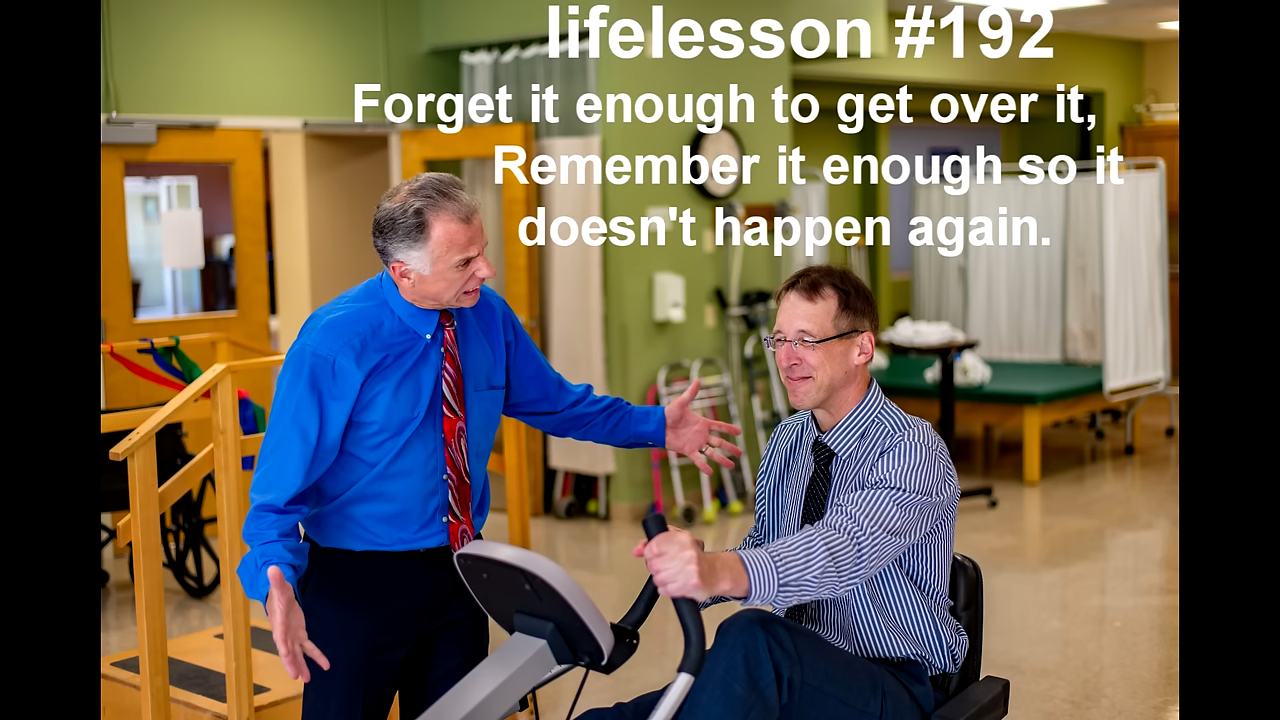 lifelesson #192
Forget it enough to get over it,
Remember it enough so it
doesn't happen again.